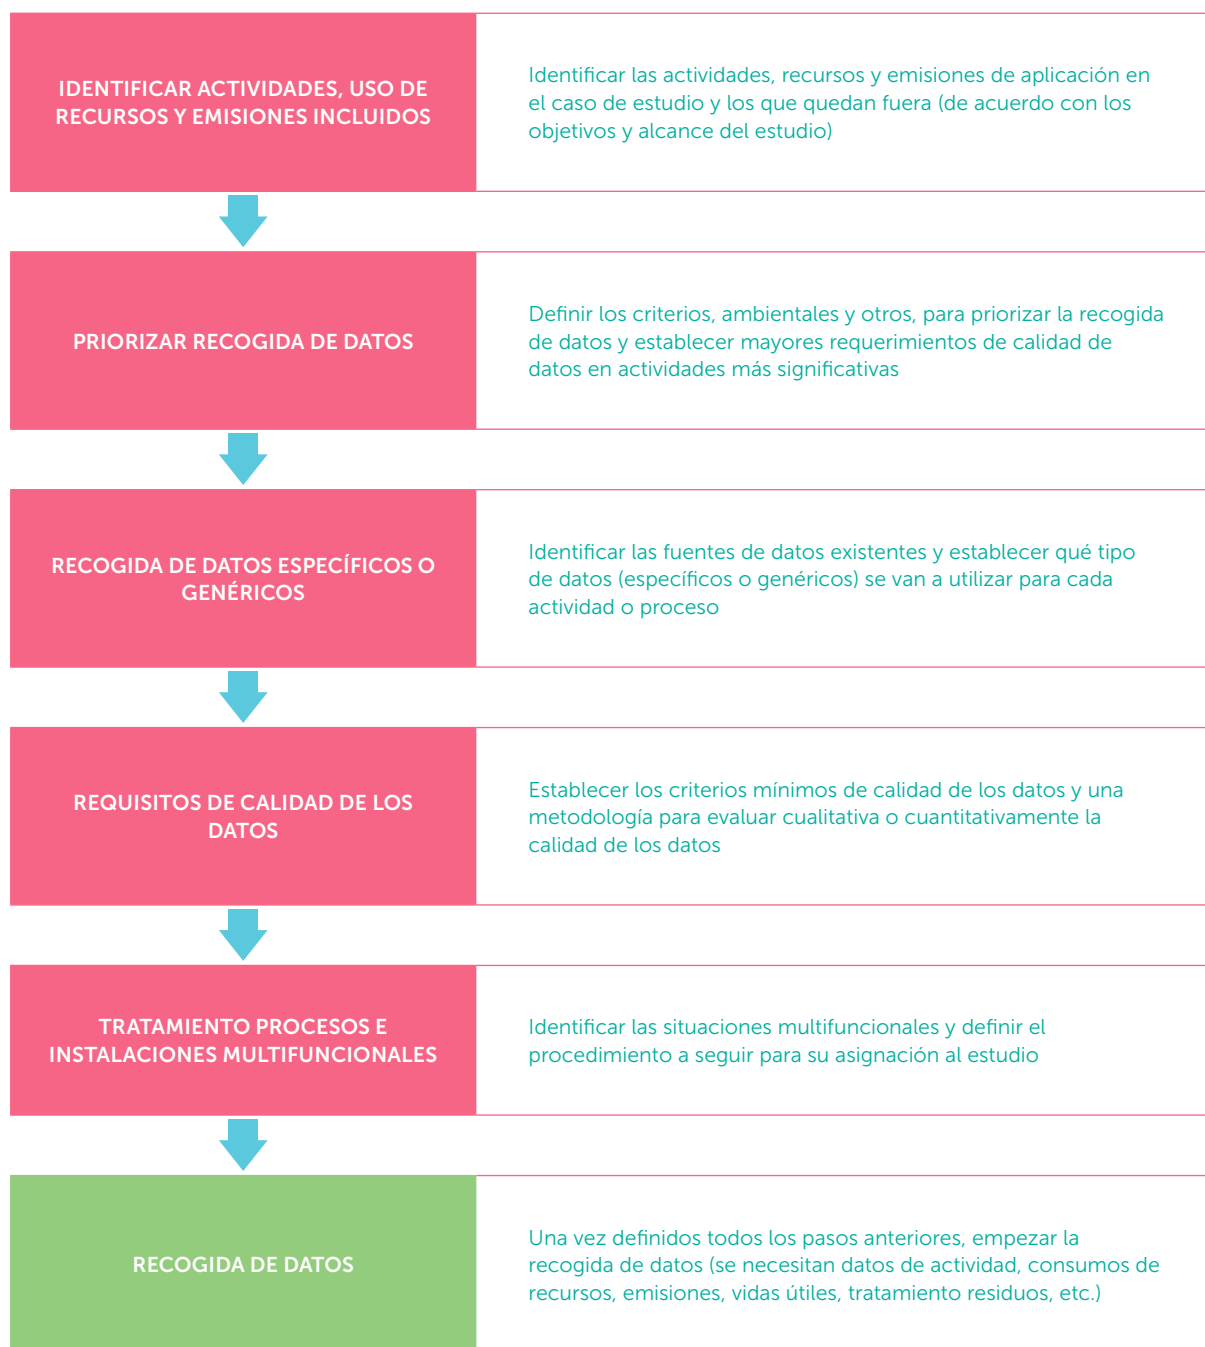 IDENTIFICAR ACTIVIDADES, USO DE
RECURSOS Y EMISIONES INCLUIDOS
Identificar las actividades, recursos y emisiones de aplicación en
el caso de estudio y los que quedan fuera (de acuerdo con los
objetivos y alcance del estudio)
PRIORIZAR RECOGIDA DE DATOS
Definir los criterios, ambientales y otros, para priorizar la recogida
de datos y establecer mayores requerimientos de calidad de
datos en actividades más significativas
RECOGIDA DE DATOS ESPECÍFICOS O
GENÉRICOS
Identificar las fuentes de datos existentes y establecer qué tipo
de datos (específicos o genéricos) se van a utilizar para cada
actividad o proceso
REQUISITOS DE CALIDAD DE LOS
DATOS
Establecer los criterios mínimos de calidad de los datos y una
metodología para evaluar cualitativa o cuantitativamente la
calidad de los datos
TRATAMIENTO PROCESOS E
INSTALACIONES MULTIFUNCIONALES
Identificar las situaciones multifuncionales y definir el
procedimiento a seguir para su asignación al estudio
RECOGIDA DE DATOS
Una vez definidos todos los pasos anteriores, empezar la
recogida de datos (se necesitan datos de actividad, consumos de
recursos, emisiones, vidas útiles, tratamiento residuos, etc.)